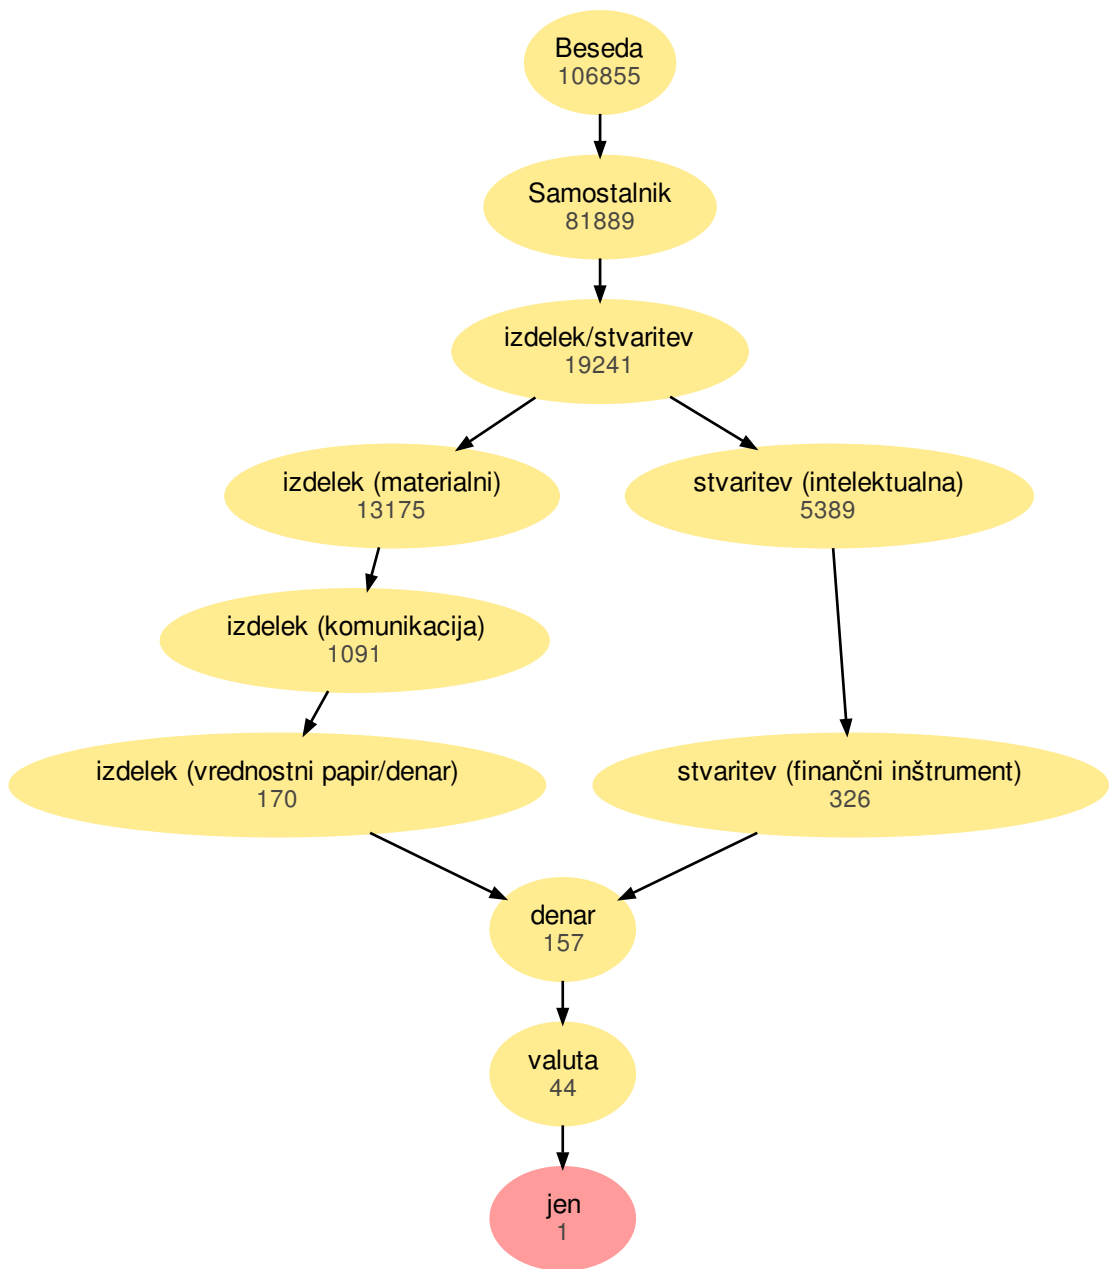 Beseda
106855
Samostalnik
81889
izdelek/stvaritev
19241
izdelek (materialni)
13175
stvaritev (intelektualna)
5389
izdelek (komunikacija)
1091
izdelek (vrednostni papir/denar)
170
stvaritev (finančni inštrument)
326
denar
157
valuta
44
jen
1